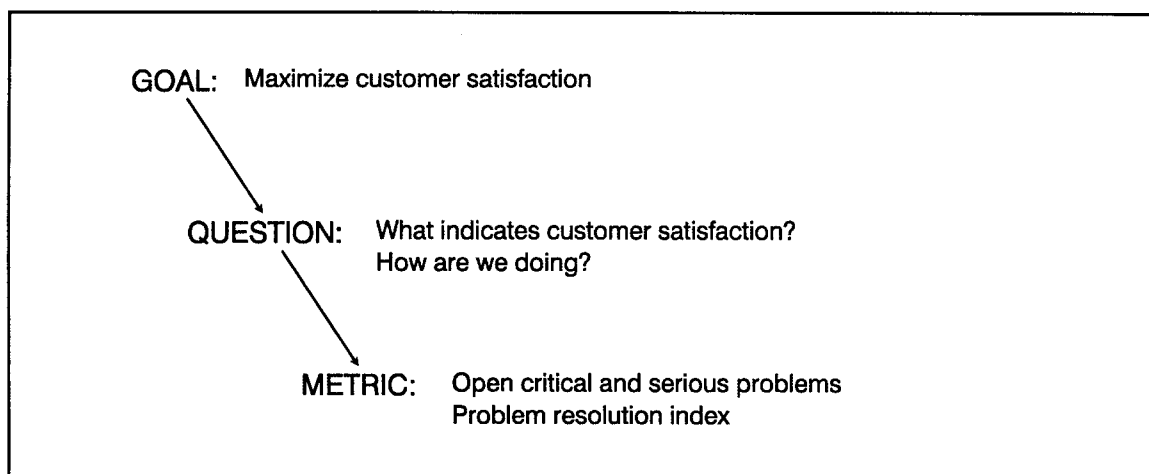 GOAL: Maximize customer satisfaction
QUESTION: What indicates customer satisfaction?
How are we doing?
METRIC: Open critical and serious problems
Problem resolution index